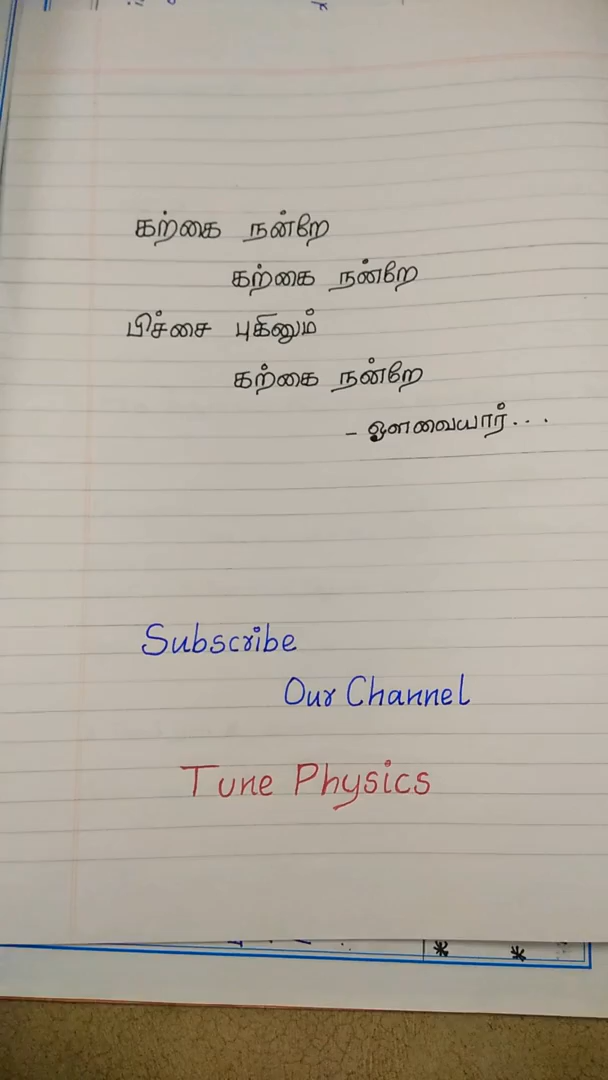 கற்கை நன்றே
கற்கை நன்றே
பிச்சை புகினும்
கற்கை நன்றே
- ஔவையார்...
Subscribe
Our Channel
Tune Physics